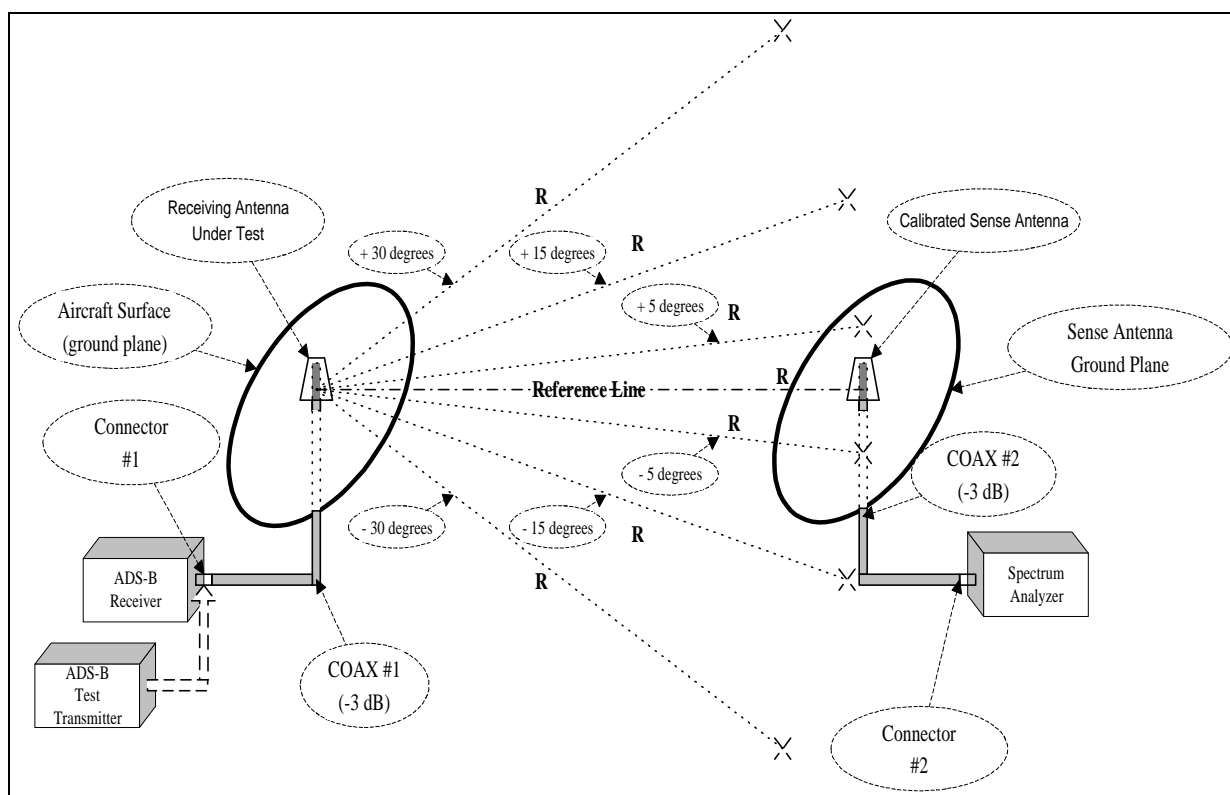 R
Receiving Antenna
Under Test
+ 30 degrees
R
+ 15 degrees
Calibrated Sense Antenna
Aircraft Surface
(ground plane)
+ 5 degrees
R
Sense Antenna
Ground Plane
Reference Line
R
Connector
#1
R
- 5 degrees
COAX #2
(-3 dB)
- 30 degrees
- 15 degrees
R
ADS-B
Receiver
R
Spectrum
Analyzer
ADS-B
Test
Transmitter
COAX #1
(-3 dB)
Connector
#2